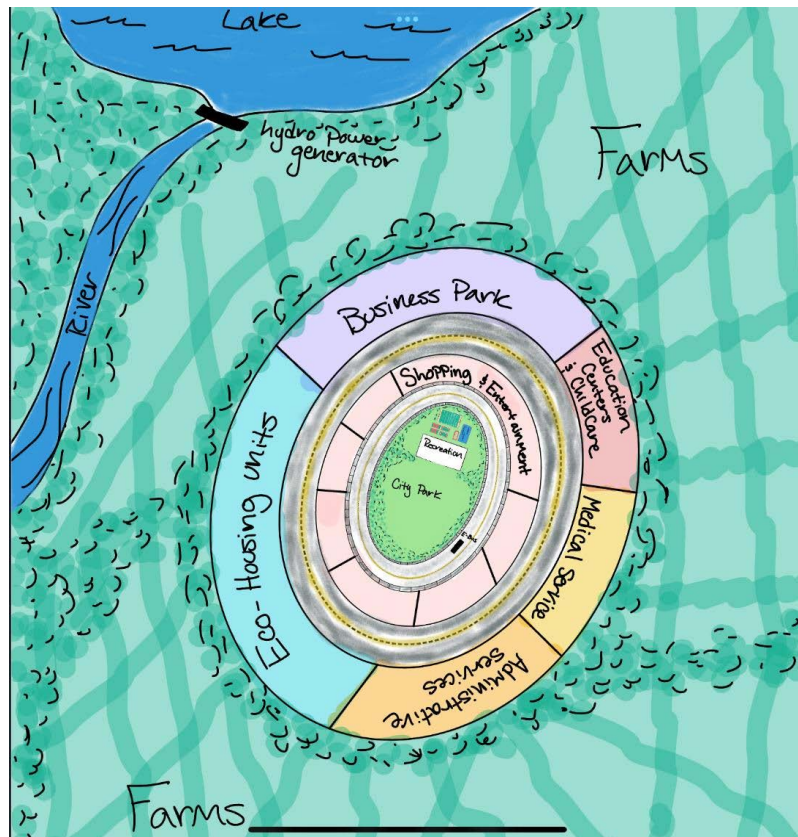 Lake
hydro Power
generator
Farms
River
Business Park
Education
Centers
& Childcare
Shopping & Entertainment
Recreation
City Park
E-Bus
Eco-Housing units
Medical Service
Administrative
Services
Farms